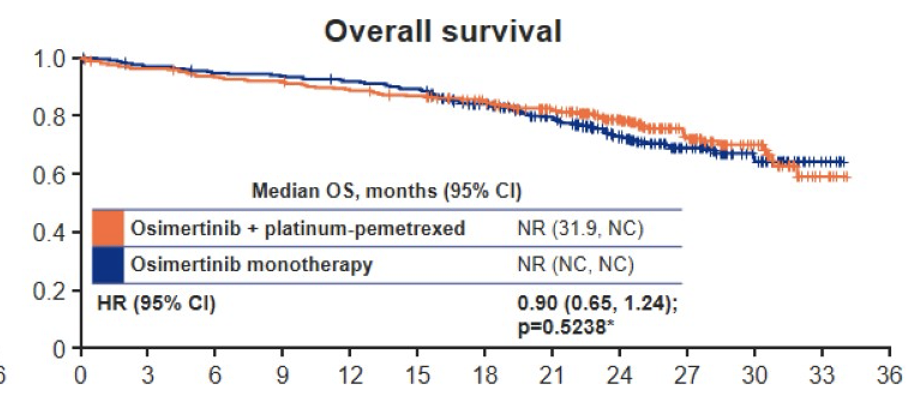 Overall survival
1.0
0.8
0.6
0.4
0.2
0
Median OS, months (95% CI)
Osimertinib + platinum-pemetrexed NR (31.9, NC)
Osimertinib monotherapy NR (NC, NC)
HR (95% CI) 0.90 (0.65, 1.24);
p=0.5238*
6 0 3 6 9 12 15 18 21 24 27 30 33 36